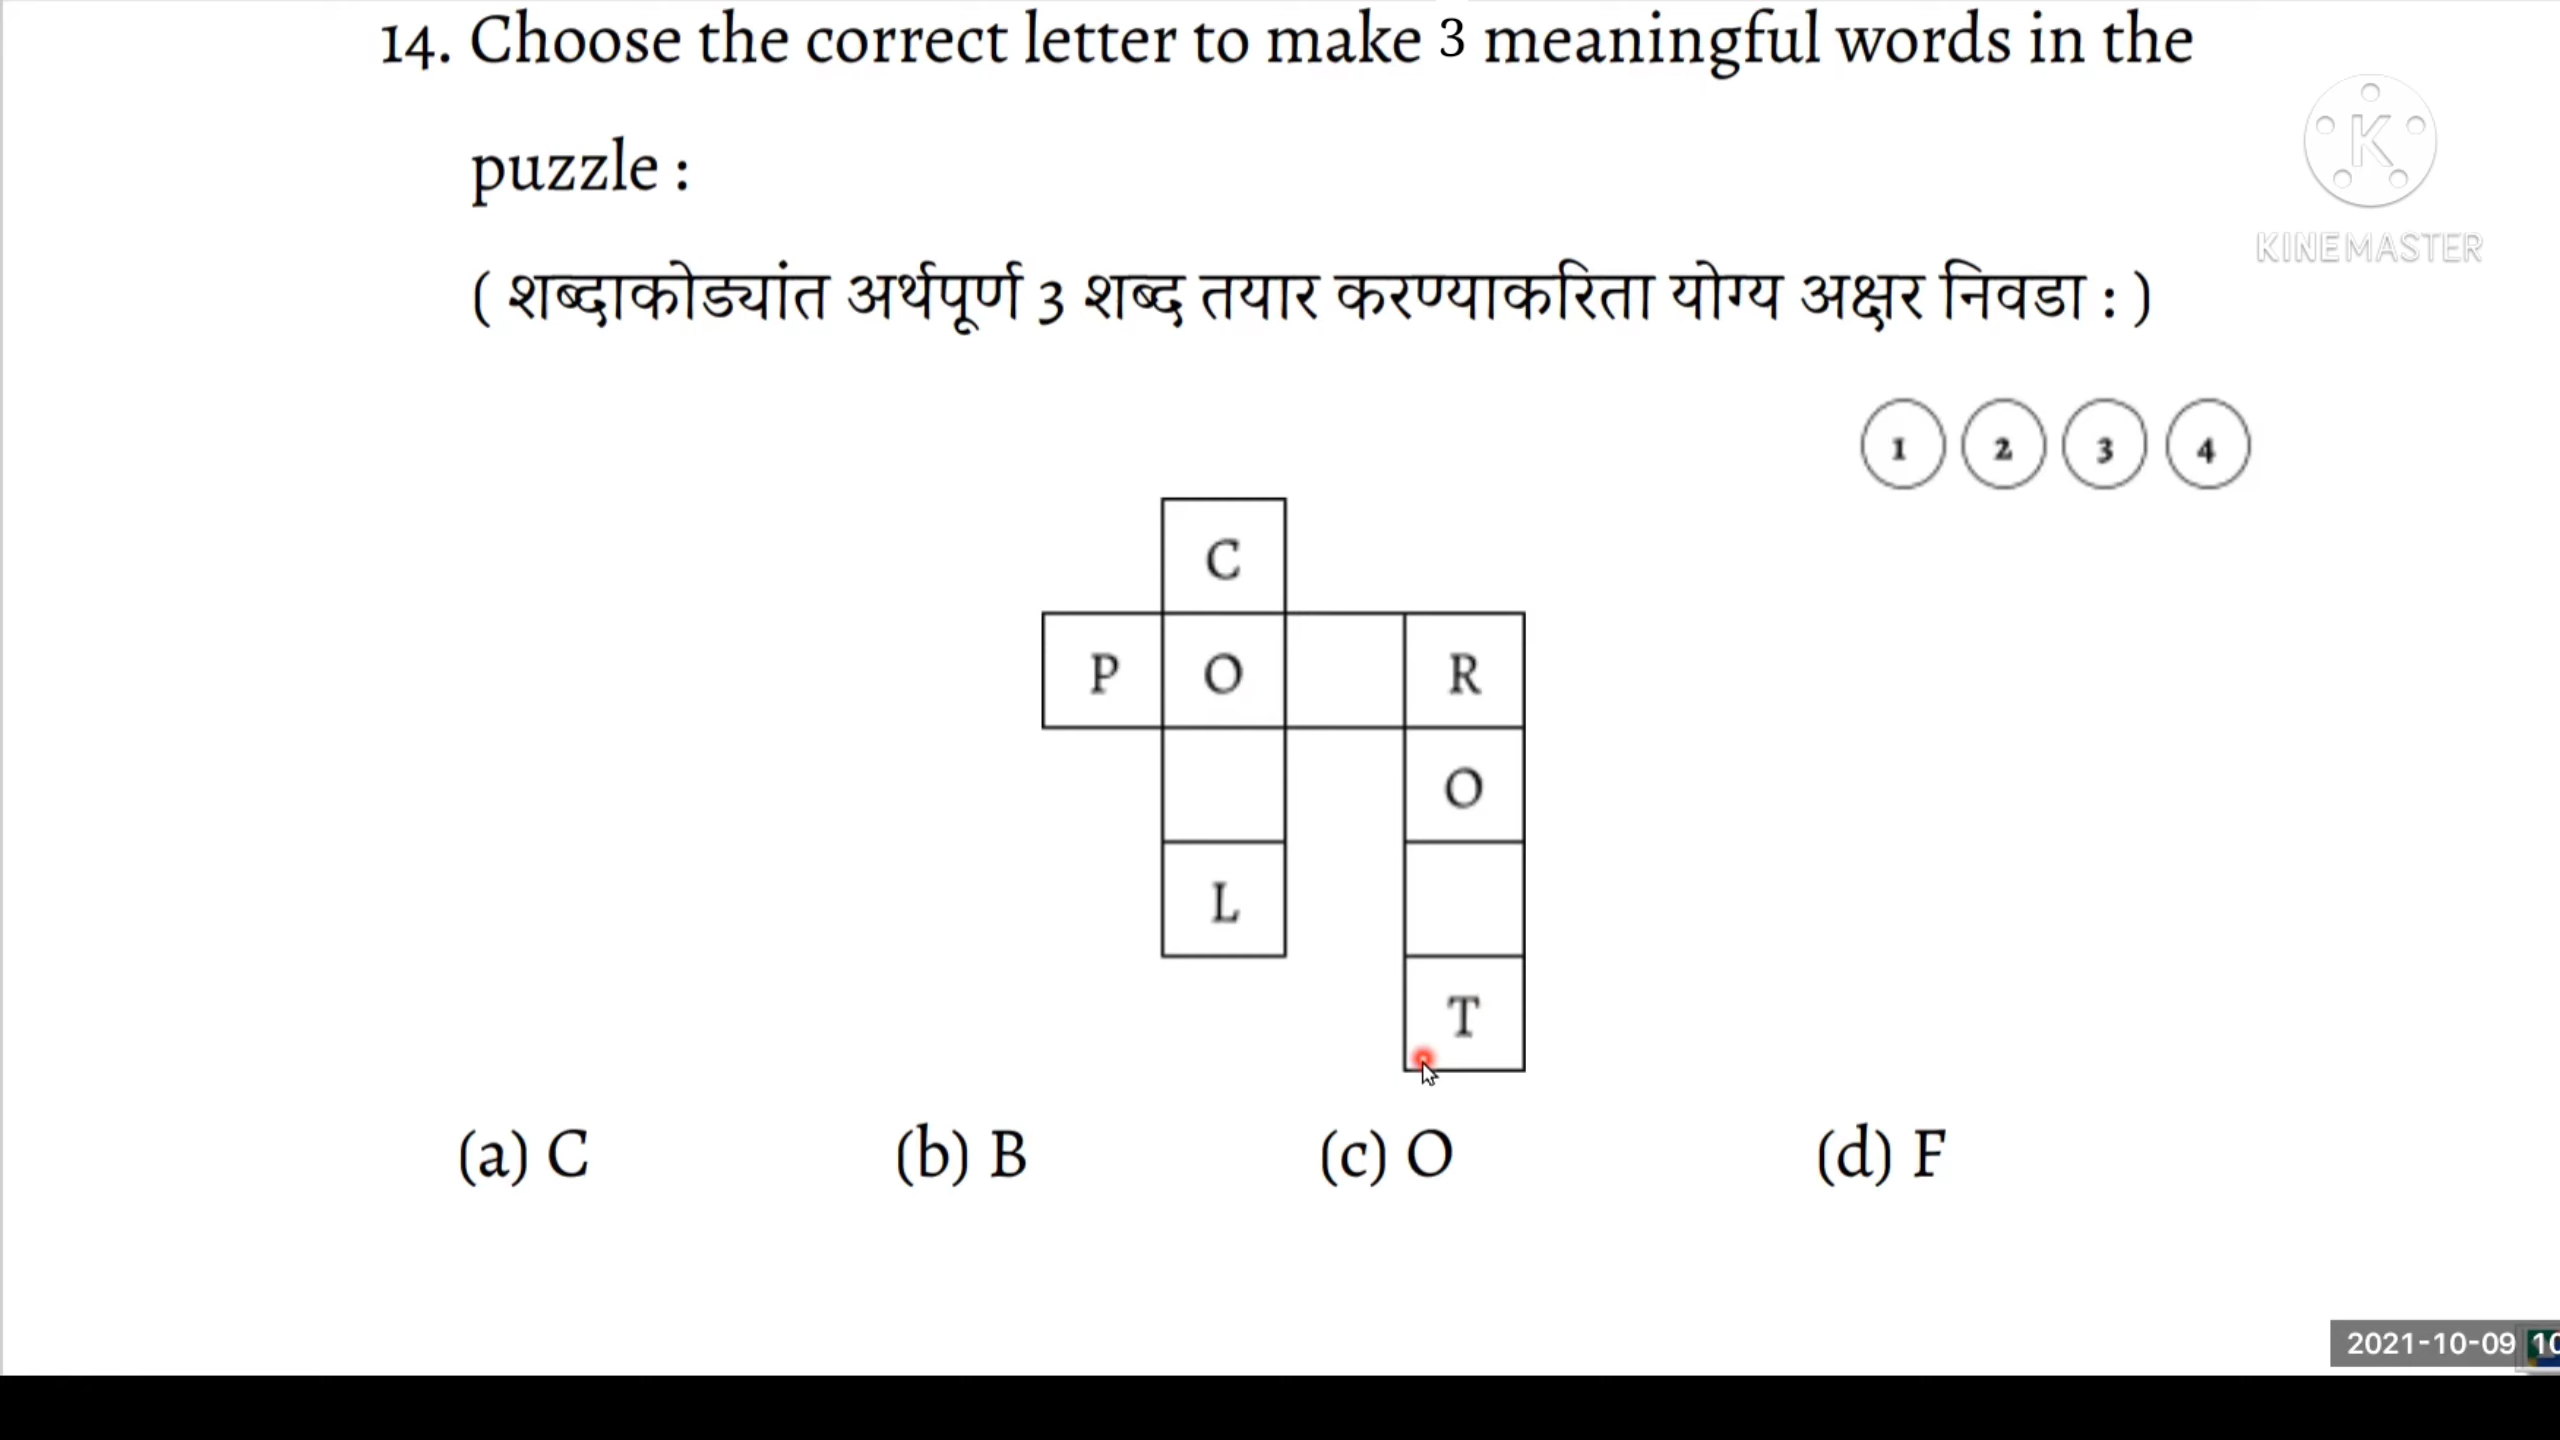 14. Choose the correct letter to make 3 meaningful words in the
puzzle :
KINEMASTER
( शब्दाकोड्यांत अर्थपूर्ण 3 शब्द तयार करण्याकरिता योग्य अक्षर निवडा : )
1 2 3 4
C
P O R
O
L
T
(a) C (b) B (c) O (d) F
2021-10-09 10